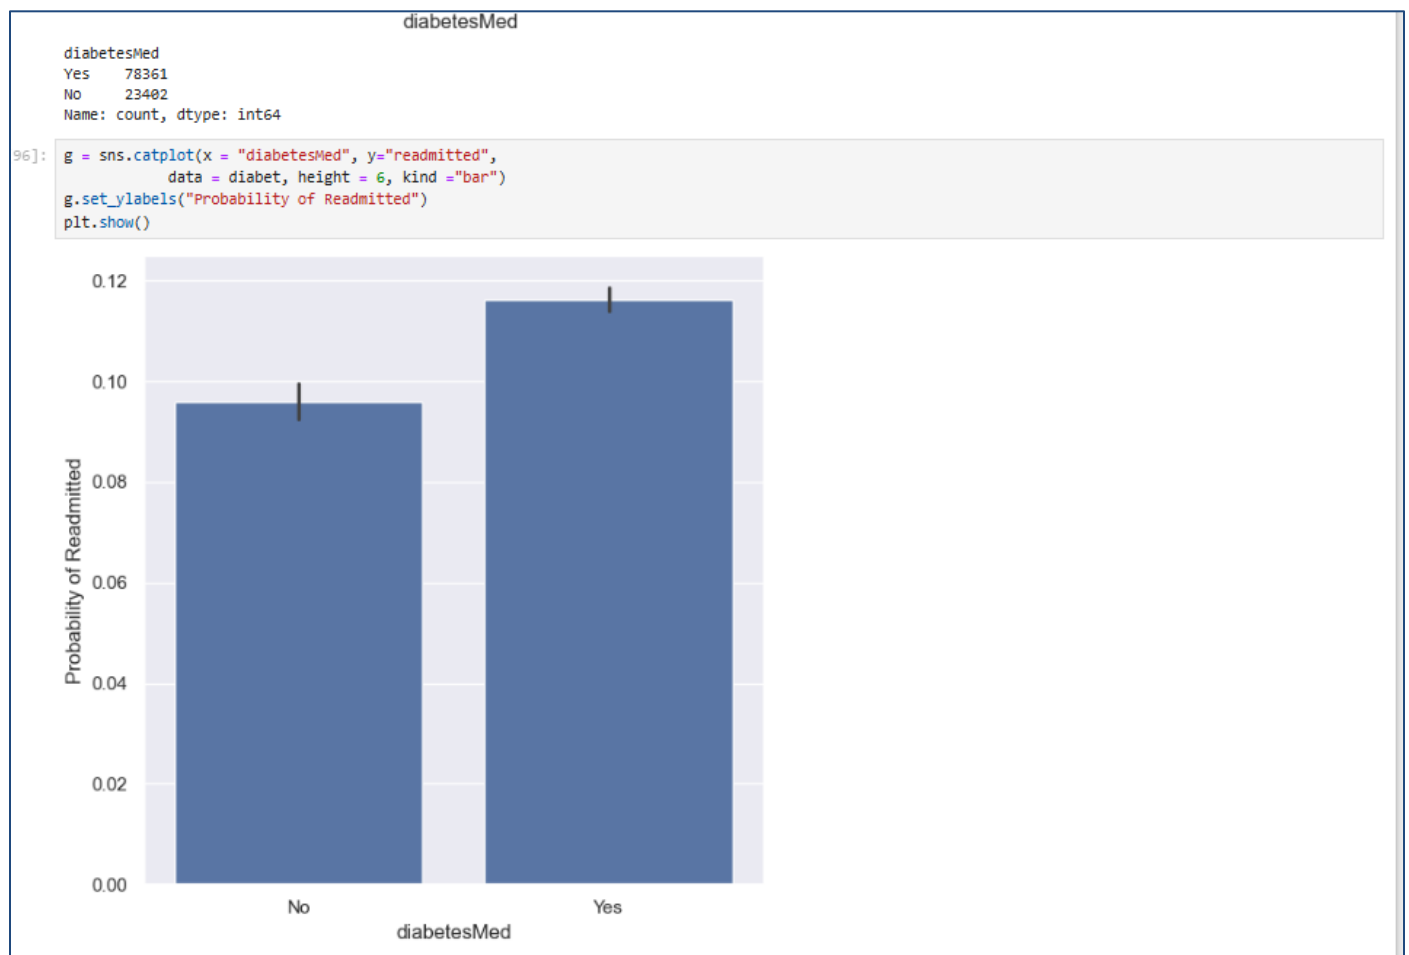 diabetesMed
diabetesMed
Yes    78361
No     23402
Name: count, dtype: int64
96]:
g = sns.catplot(x = "diabetesMed", y="readmitted",
            data = diabet, height = 6, kind ="bar")
g.set_ylabels("Probability of Readmitted")
plt.show()
Probability of Readmitted
0.12
0.10
0.08
0.06
0.04
0.02
0.00
No    Yes
diabetesMed